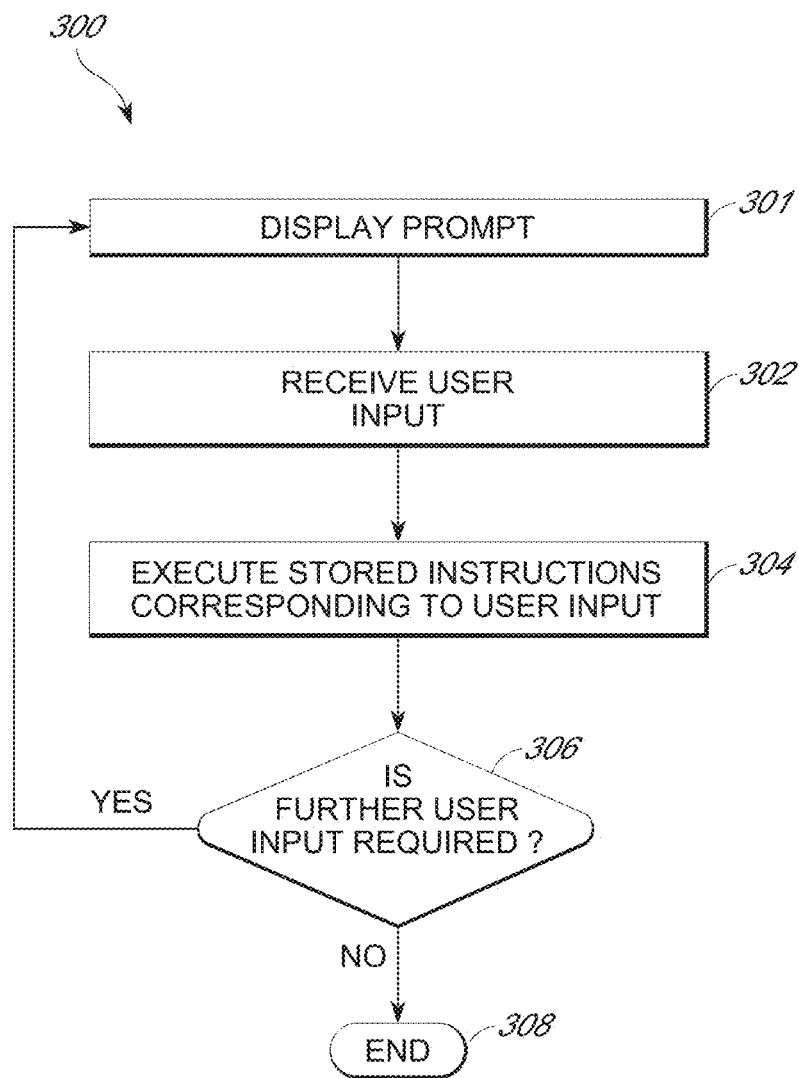 300
DISPLAY PROMPT
301
RECEIVE USER
INPUT
302
EXECUTE STORED INSTRUCTIONS
CORRESPONDING TO USER INPUT
304
IS
FURTHER USER
INPUT REQUIRED ?
306
YES
NO
END
308